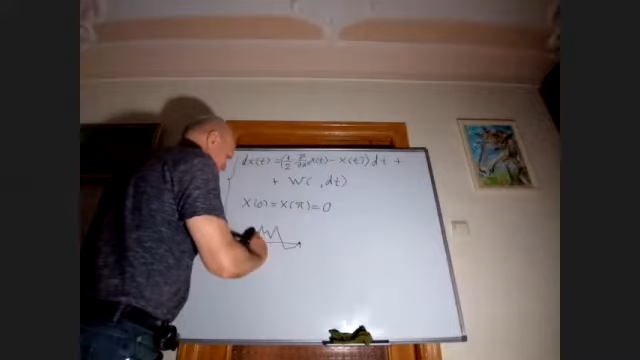 dX(t) = (1/2 ∂²/∂x² X(t) - X(t)) dt +
+ W( , dt)
X(0) = X(π) = 0